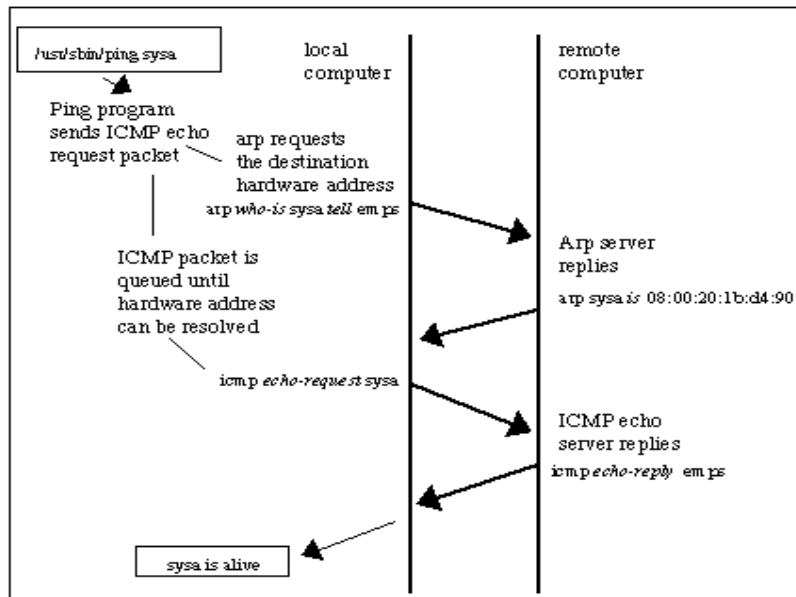 /usr/sbin/ping sysa
local
computer
remote
computer
Ping program
sends ICMP echo
request packet
arp requests
the destination
hardware address
arp who-is sysa tell emps
Arp server
replies
arp sysa is 08:00:20:1b:d4:90
ICMP packet is
queued until
hardware address
can be resolved
icmp echo-request sysa
ICMP echo
server replies
icmp echo-reply emps
sysa is alive